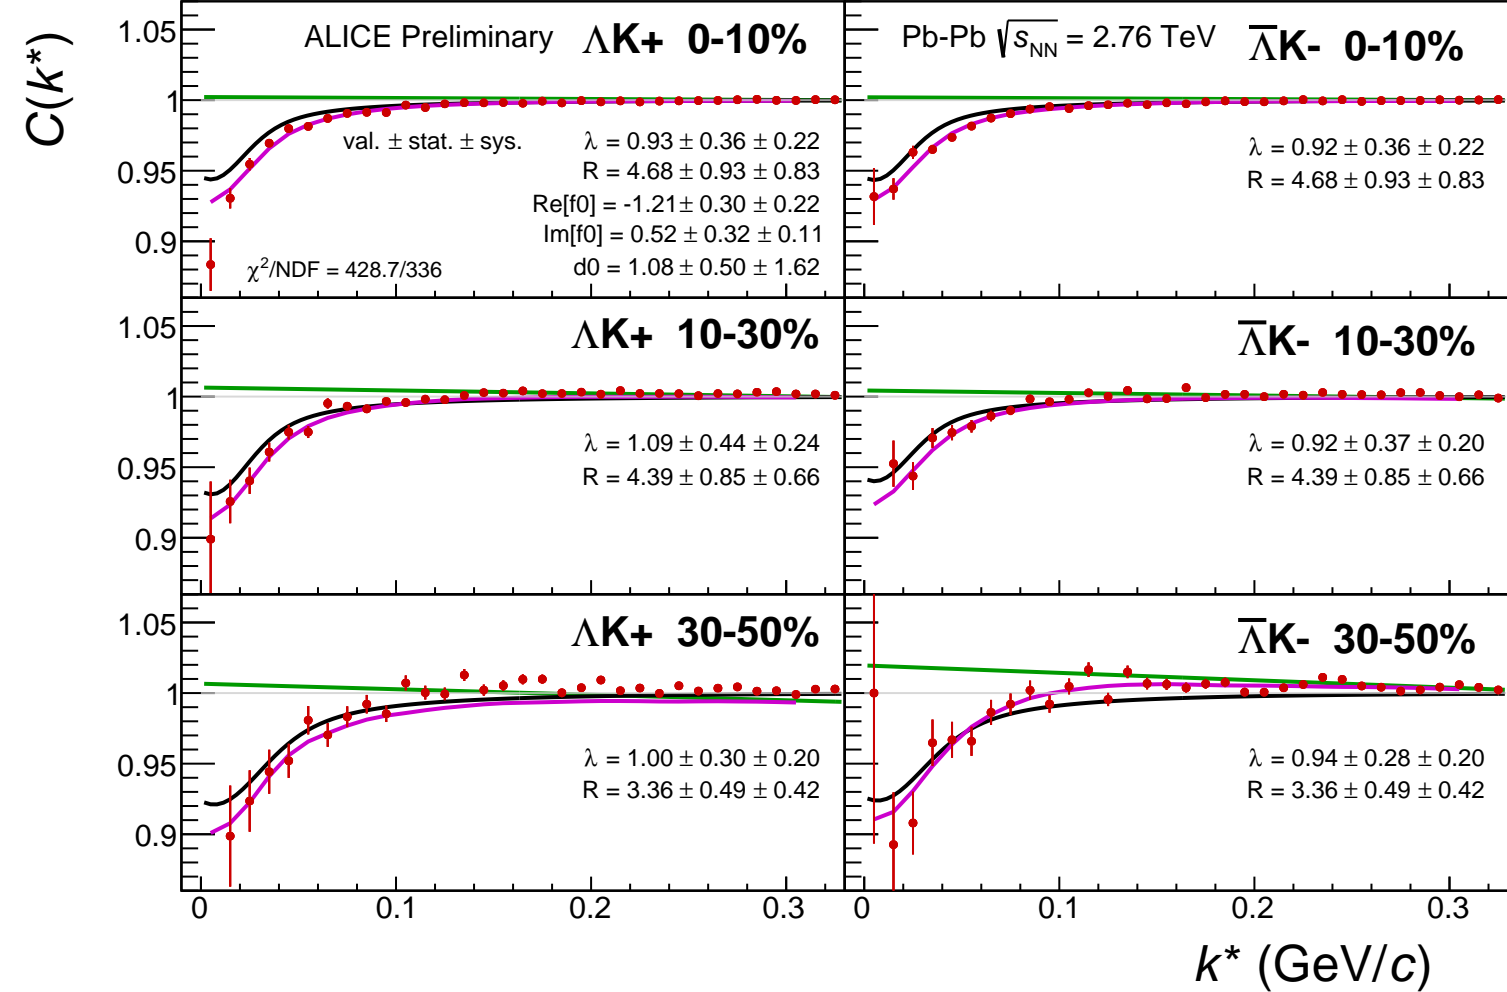 C(k*)
ALICE Preliminary
ΛK+ 0-10%
val. ± stat. ± sys.
λ = 0.93 ± 0.36 ± 0.22
R = 4.68 ± 0.93 ± 0.83
Re[f0] = -1.21± 0.30 ± 0.22
Im[f0] = 0.52 ± 0.32 ± 0.11
d0 = 1.08 ± 0.50 ± 1.62
χ²/NDF = 428.7/336
1.05
1
0.95
0.9
Pb-Pb √s_NN = 2.76 TeV
Λ̅K- 0-10%
λ = 0.92 ± 0.36 ± 0.22
R = 4.68 ± 0.93 ± 0.83
ΛK+ 10-30%
λ = 1.09 ± 0.44 ± 0.24
R = 4.39 ± 0.85 ± 0.66
1.05
1
0.95
0.9
Λ̅K- 10-30%
λ = 0.92 ± 0.37 ± 0.20
R = 4.39 ± 0.85 ± 0.66
ΛK+ 30-50%
λ = 1.00 ± 0.30 ± 0.20
R = 3.36 ± 0.49 ± 0.42
1.05
1
0.95
0.9
Λ̅K- 30-50%
λ = 0.94 ± 0.28 ± 0.20
R = 3.36 ± 0.49 ± 0.42
0 0.1 0.2 0.3
0 0.1 0.2 0.3
k* (GeV/c)